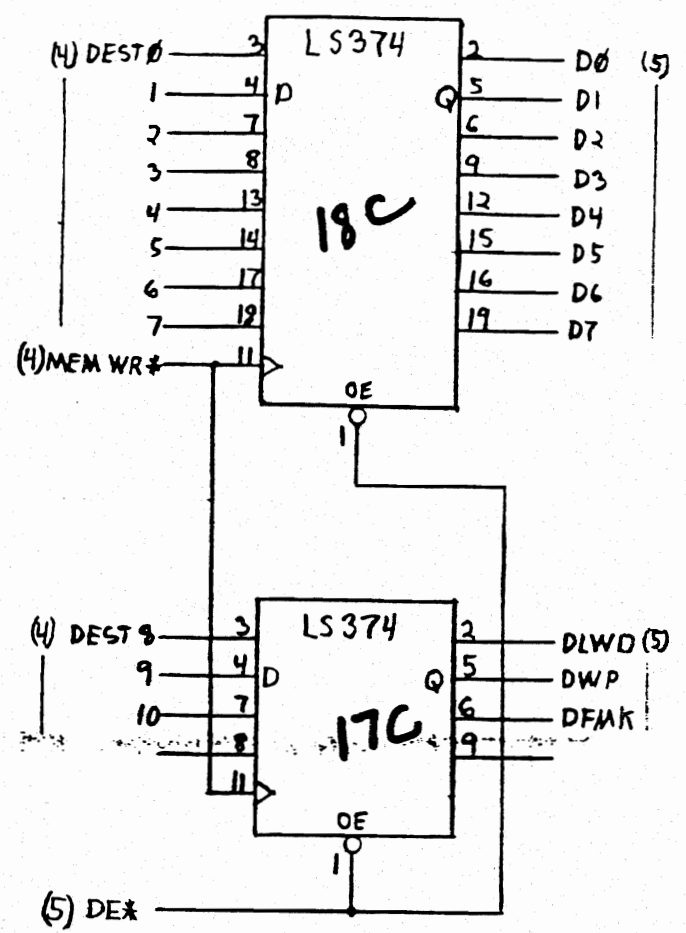 LS374
(4) DEST0 3 2 D0 (5)
1 4 D Q 5 D1
2 7 6 D2
3 8 9 D3
18C
4 13 12 D4
5 14 15 D5
6 17 16 D6
7 18 19 D7
(4) MEM WR* 11
OE
1
LS374
(4) DEST 8 3 2 DLWD (5)
9 4 D Q 5 DWP
10 7 6 DFMK
17C
8 9
11
OE
1
(5) DE*